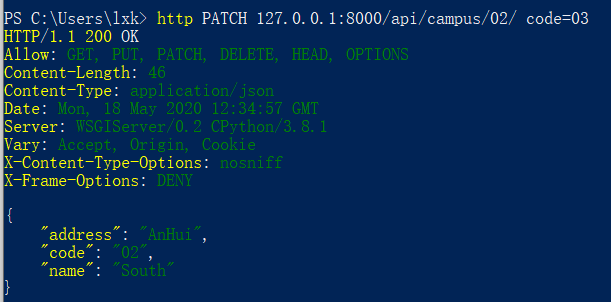 PS C:\Users\lxk> http PATCH 127.0.0.1:8000/api/campus/02/ code=03
HTTP/1.1 200 OK
Allow: GET, PUT, PATCH, DELETE, HEAD, OPTIONS
Content-Length: 46
Content-Type: application/json
Date: Mon, 18 May 2020 12:34:57 GMT
Server: WSGIServer/0.2 CPython/3.8.1
Vary: Accept, Origin, Cookie
X-Content-Type-Options: nosniff
X-Frame-Options: DENY
{
"address": "AnHui",
"code": "02",
"name": "South"
}